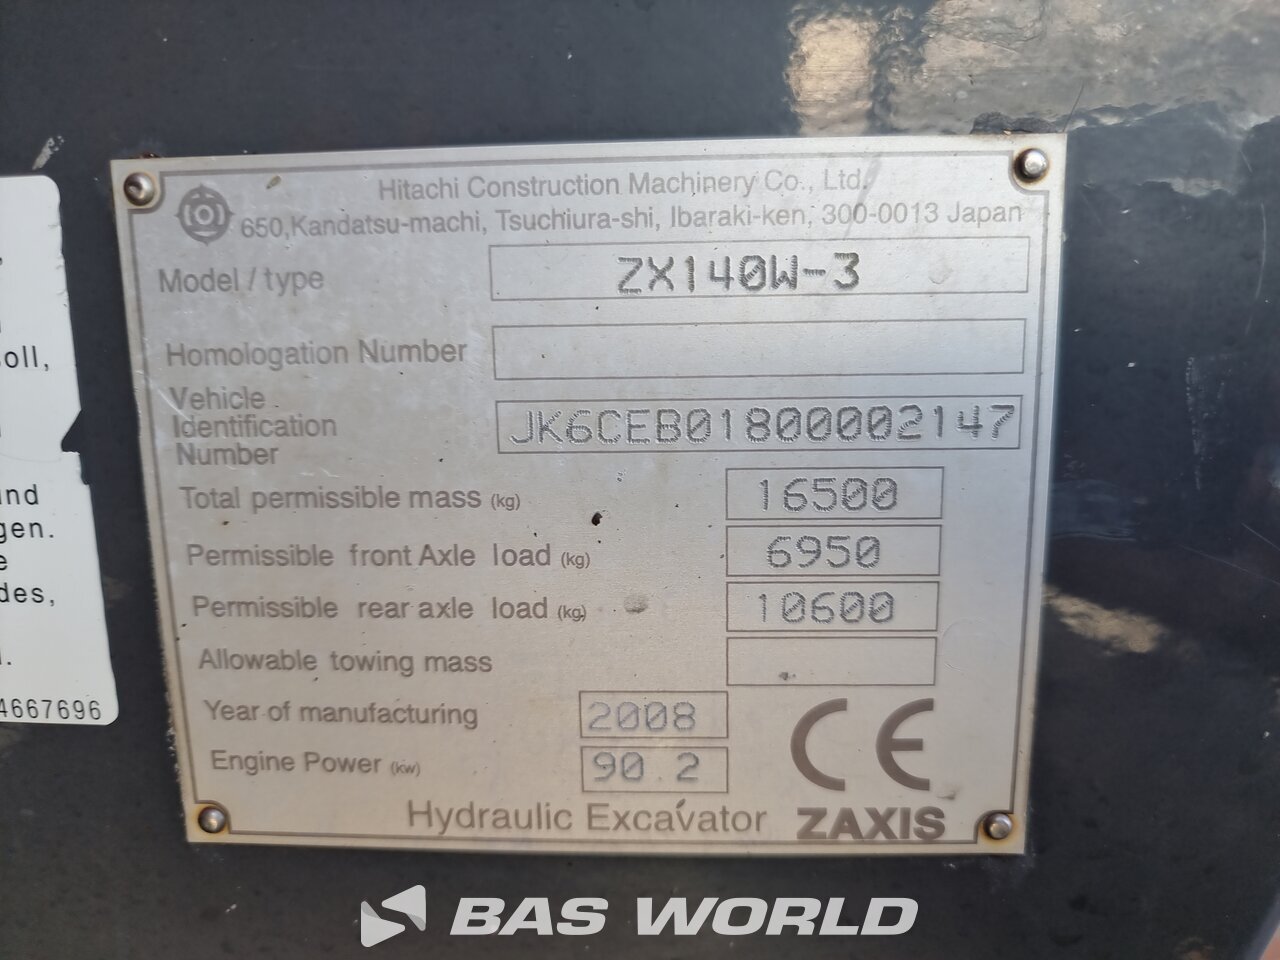 Hitachi Construction Machinery Co., Ltd.
650,Kandatsu-machi, Tsuchiura-shi, Ibaraki-ken, 300-0013 Japan
Model / type ZX140W-3
Homologation Number
Vehicle
Identification
Number
JK6CEB01800002147
Total permissible mass (kg) 16500
Permissible front Axle load (kg) 6950
Permissible rear axle load (kg) 10600
Allowable towing mass
Year of manufacturing 2008
Engine Power (kw) 90.2
CE
Hydraulic Excavator ZAXIS
oll,
gen.
des,
4667696
BAS WORLD